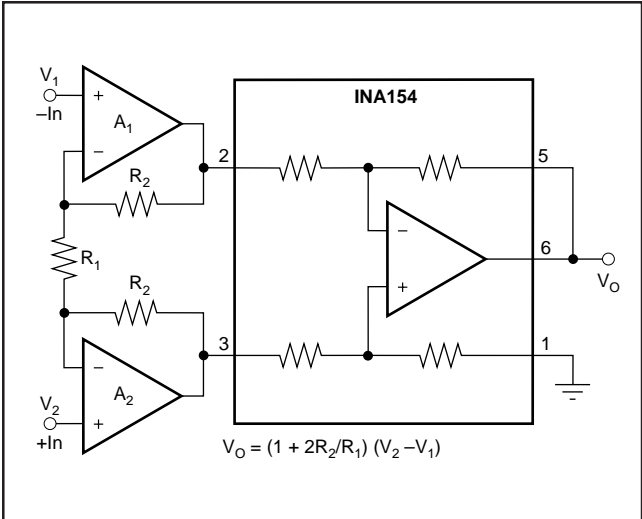 V1
–In
+
A1
–
R2
R1
R2
–
A2
+
V2
+In
INA154
2
5
–
+
6
VO
3
1
VO = (1 + 2R2/R1) (V2 –V1)